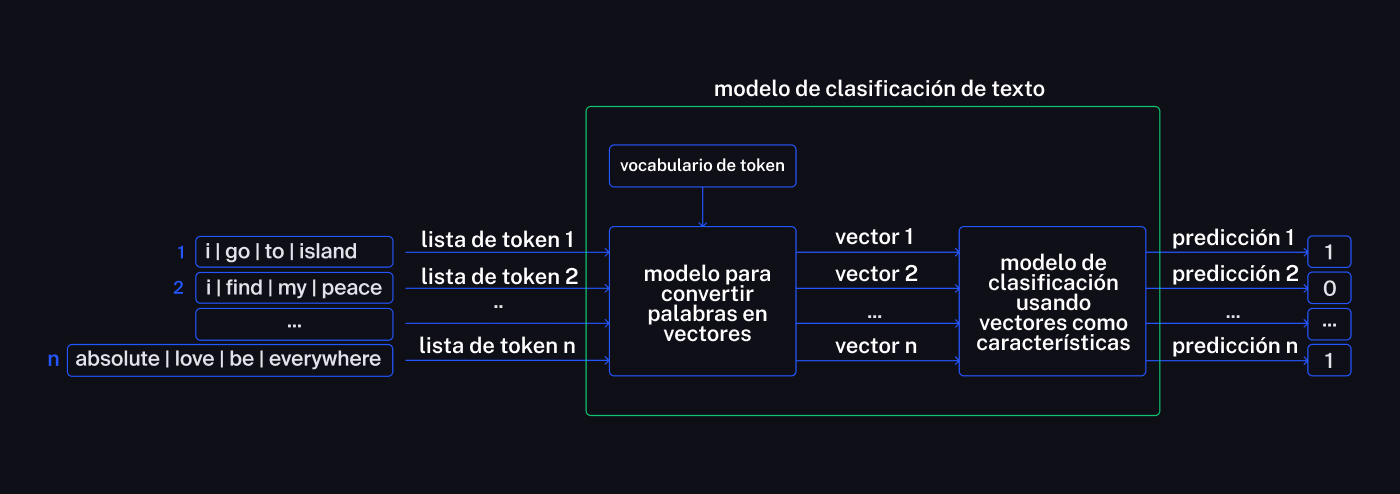 modelo de clasificación de texto
vocabulario de token
1
i | go | to | island
2
i | find | my | peace
...
n
absolute | love | be | everywhere
lista de token 1
lista de token 2
..
lista de token n
modelo para
convertir
palabras en
vectores
vector 1
vector 2
...
vector n
modelo de
clasificación
usando
vectores como
características
predicción 1
predicción 2
...
predicción n
1
0
...
1